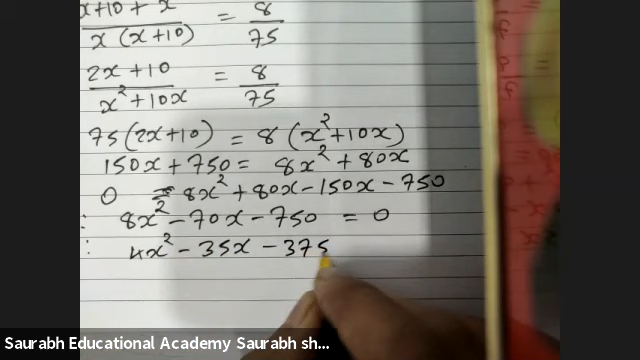 x+10 + x / x (x+10) = 8 / 75
2x+10 / x² +10x = 8 / 75
75(2x+10) = 8 (x²+10x)
150x+750 = 8x² +80x
0 = 8x² +80x-150x-750
: 8x² -70x-750 = 0
: 4x² - 35x - 375
Saurabh Educational Academy Saurabh sh...